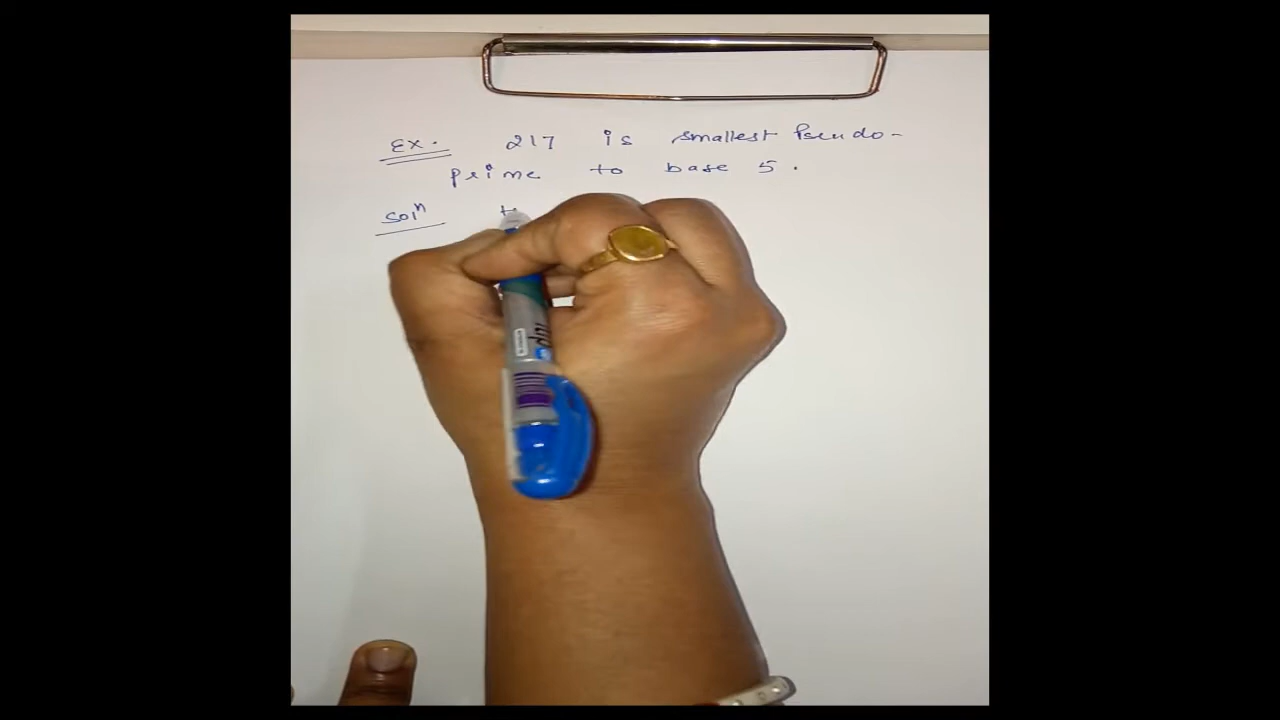 Ex. 217 is smallest Pseudo-
prime to base 5.
Solⁿ